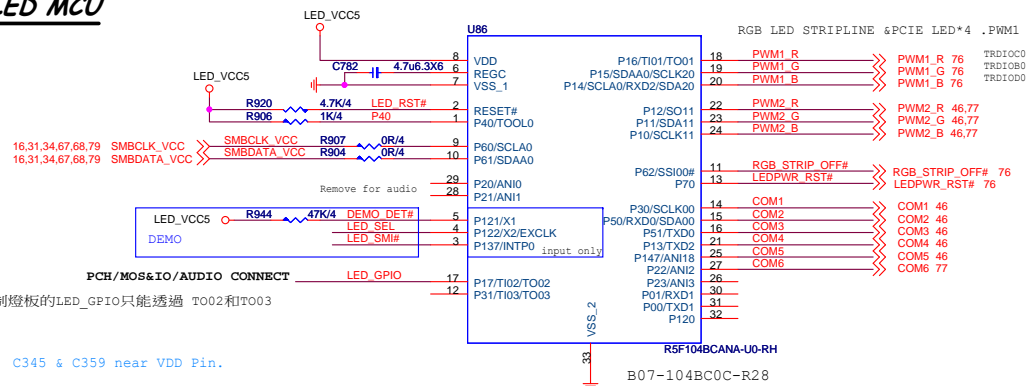 LED MCU
LED_VCC5
U86
RGB LED STRIPLINE &PCIE LED*4 .PWM1
8 VDD P16/TI01/TO01 18 PWM1_R PWM1_R 76 TRDIOC0
C782 4.7u6.3X6 6 REGC P15/SDAA0/SCLK20 19 PWM1_G PWM1_G 76 TRDIOB0
7 VSS_1 P14/SCLA0/RXD2/SDA20 20 PWM1_B PWM1_B 76 TRDIOD0
LED_VCC5
R920 4.7K/4 LED_RST# 2 RESET# P12/SO11 22 PWM2_R PWM2_R 46,77
R906 1K/4 P40 1 P40/TOOL0 P11/SDA11 23 PWM2_G PWM2_G 46,77
P10/SCLK11 24 PWM2_B PWM2_B 46,77
16,31,34,67,68,79 SMBCLK_VCC SMBCLK_VCC R907 0R/4 9 P60/SCLA0
16,31,34,67,68,79 SMBDATA_VCC SMBDATA_VCC R904 0R/4 10 P61/SDAA0
P62/SSI00# 11 RGB_STRIP_OFF# RGB_STRIP_OFF# 76
P70 13 LEDPWR_RST# LEDPWR_RST# 76
29 P20/ANI0
Remove for audio 28 P21/ANI1
P30/SCLK00 14 COM1 COM1 46
LED_VCC5 R944 47K/4 DEMO_DET# 5 P121/X1 P50/RXD0/SDA00 15 COM2 COM2 46
LED_SEL 4 P122/X2/EXCLK P51/TXD0 16 COM3 COM3 46
DEMO LED_SMI# 3 P137/INTP0 P13/TXD2 21 COM4 COM4 46
input only P147/ANI18 25 COM5 COM5 46
P22/ANI2 27 COM6 COM6 77
PCH/MOS&IO/AUDIO CONNECT LED_GPIO 17 P17/TI02/TO02 P23/ANI3 26
12 P31/TI03/TO03 P01/RXD1 30
制燈板的LED_GPIO只能透過 TO02和TO03
P00/TXD1 31
P120 32
VSS_2
33
R5F104BCANA-U0-RH
C345 & C359 near VDD Pin.
B07-104BC0C-R28